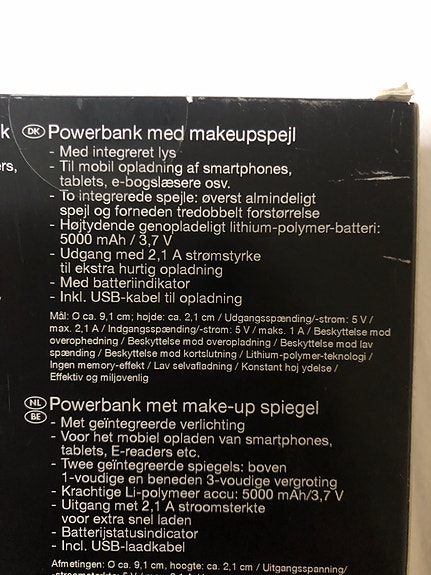 k
ers,
DK Powerbank med makeupspejl
- Med integreret lys
- Til mobil opladning af smartphones,
tablets, e-bogslæsere osv.
- To integrerede spejle: øverst almindeligt
spejl og forneden tredobbelt forstørrelse
- Højtydende genopladeligt lithium-polymer-batteri:
5000 mAh / 3,7 V
- Udgang med 2,1 A strømstyrke
til ekstra hurtig opladning
- Med batteriindikator
- Inkl. USB-kabel til opladning
Mål: Ø ca. 9,1 cm; højde: ca. 2,1 cm / Udgangsspænding/-strøm: 5 V /
max. 2,1 A / Indgangsspænding/-strøm: 5 V / maks. 1 A / Beskyttelse mod
overophedning / Beskyttelse mod overopladning / Beskyttelse mod lav
spænding / Beskyttelse mod kortslutning / Lithium-polymer-teknologi /
Ingen memory-effekt / Lav selvafladning / Konstant høj ydelse /
Effektiv og miljøvenlig
NL BE Powerbank met make-up spiegel
- Met geïntegreerde verlichting
- Voor het mobiel opladen van smartphones,
tablets, E-readers etc.
- Twee geïntegreerde spiegels: boven
1-voudige en beneden 3-voudige vergroting
- Krachtige Li-polymeer accu: 5000 mAh/3,7 V
- Uitgang met 2,1 A stroomsterkte
voor extra snel laden
- Batterijstatusindicator
- Incl. USB-laadkabel
Afmetingen: Ø ca. 9,1 cm, hoogte: ca. 2,1 cm / Uitgangsspanning/